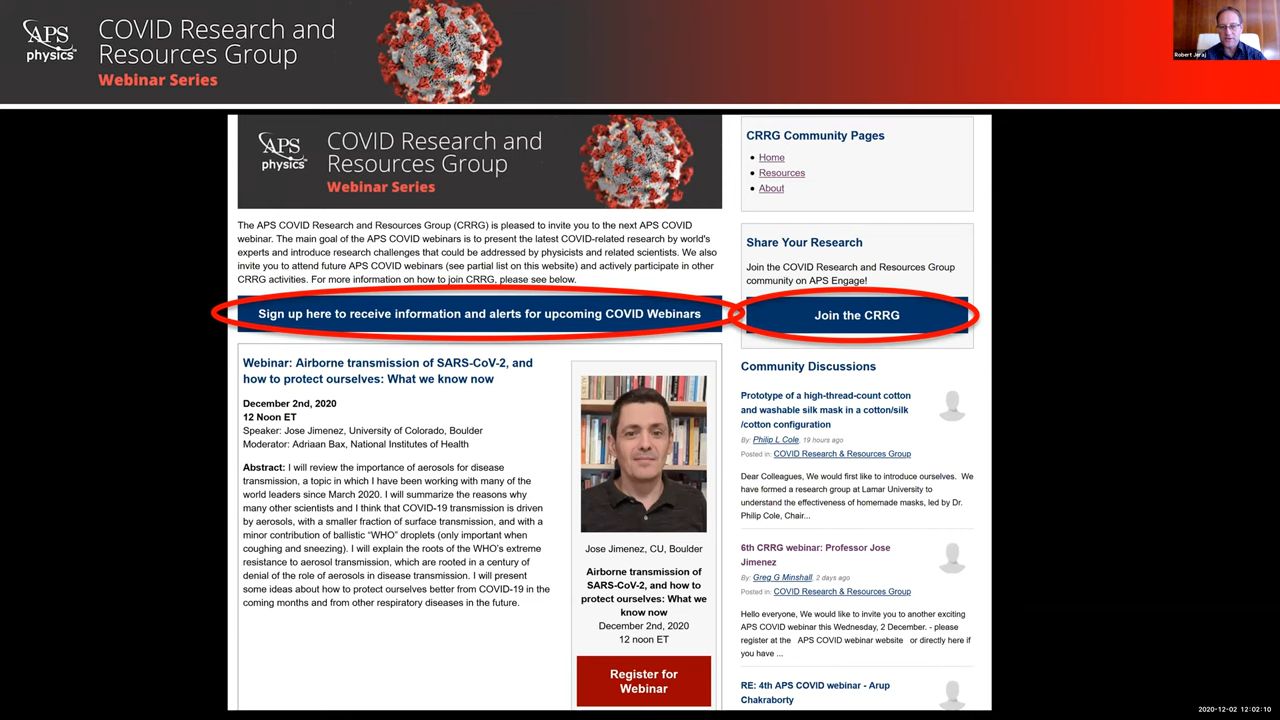 APS
physics
COVID Research and
Resources Group
Webinar Series
Robert Jeraj
APS
physics
COVID Research and
Resources Group
Webinar Series
The APS COVID Research and Resources Group (CRRG) is pleased to invite you to the next APS COVID
webinar. The main goal of the APS COVID webinars is to present the latest COVID-related research by world's
experts and introduce research challenges that could be addressed by physicists and related scientists. We also
invite you to attend future APS COVID webinars (see partial list on this website) and actively participate in other
CRRG activities. For more information on how to join CRRG, please see below.
Sign up here to receive information and alerts for upcoming COVID Webinars
Webinar: Airborne transmission of SARS-CoV-2, and
how to protect ourselves: What we know now
December 2nd, 2020
12 Noon ET
Speaker: Jose Jimenez, University of Colorado, Boulder
Moderator: Adriaan Bax, National Institutes of Health
Abstract: I will review the importance of aerosols for disease
transmission, a topic in which I have been working with many of the
world leaders since March 2020. I will summarize the reasons why
many other scientists and I think that COVID-19 transmission is driven
by aerosols, with a smaller fraction of surface transmission, and with a
minor contribution of ballistic “WHO” droplets (only important when
coughing and sneezing). I will explain the roots of the WHO's extreme
resistance to aerosol transmission, which are rooted in a century of
denial of the role of aerosols in disease transmission. I will present
some ideas about how to protect ourselves better from COVID-19 in the
coming months and from other respiratory diseases in the future.
Jose Jimenez, CU, Boulder
Airborne transmission of
SARS-CoV-2, and how to
protect ourselves: What we
know now
December 2nd, 2020
12 noon ET
Register for
Webinar
CRRG Community Pages
• Home
• Resources
• About
Share Your Research
Join the COVID Research and Resources Group
community on APS Engage!
Join the CRRG
Community Discussions
Prototype of a high-thread-count cotton
and washable silk mask in a cotton/silk
/cotton configuration
By: Philip L Cole, 19 hours ago
Posted in: COVID Research & Resources Group
Dear Colleagues, We would first like to introduce ourselves. We
have formed a research group at Lamar University to
understand the effectiveness of homemade masks, led by Dr.
Philip Cole, Chair...
6th CRRG webinar: Professor Jose
Jimenez
By: Greg G Minshall, 2 days ago
Posted in: COVID Research & Resources Group
Hello everyone, We would like to invite you to another exciting
APS COVID webinar this Wednesday, 2 December. - please
register at the APS COVID webinar website or directly here if
you have ...
RE: 4th APS COVID webinar - Arup
Chakraborty
2020-12-02 12:02:10